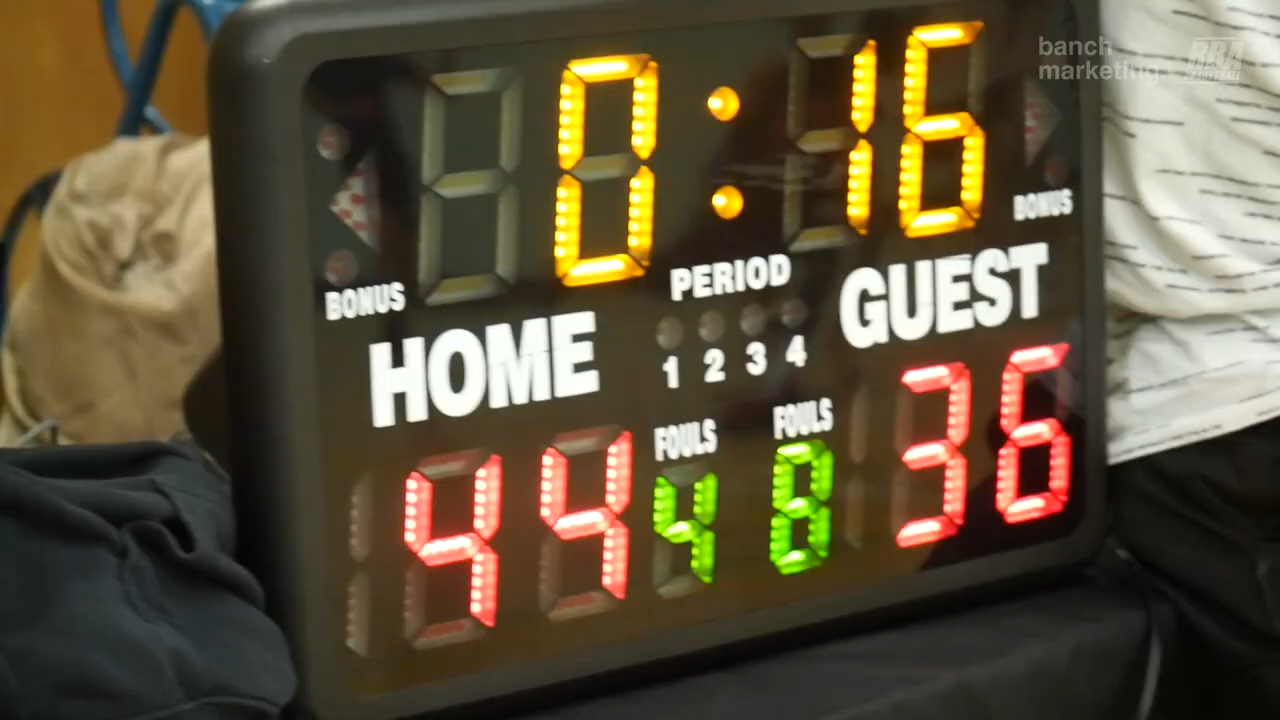 banch
marketing
0:16
BONUS
BONUS
PERIOD
HOME
GUEST
1 2 3 4
FOULS
FOULS
44
4
8
36